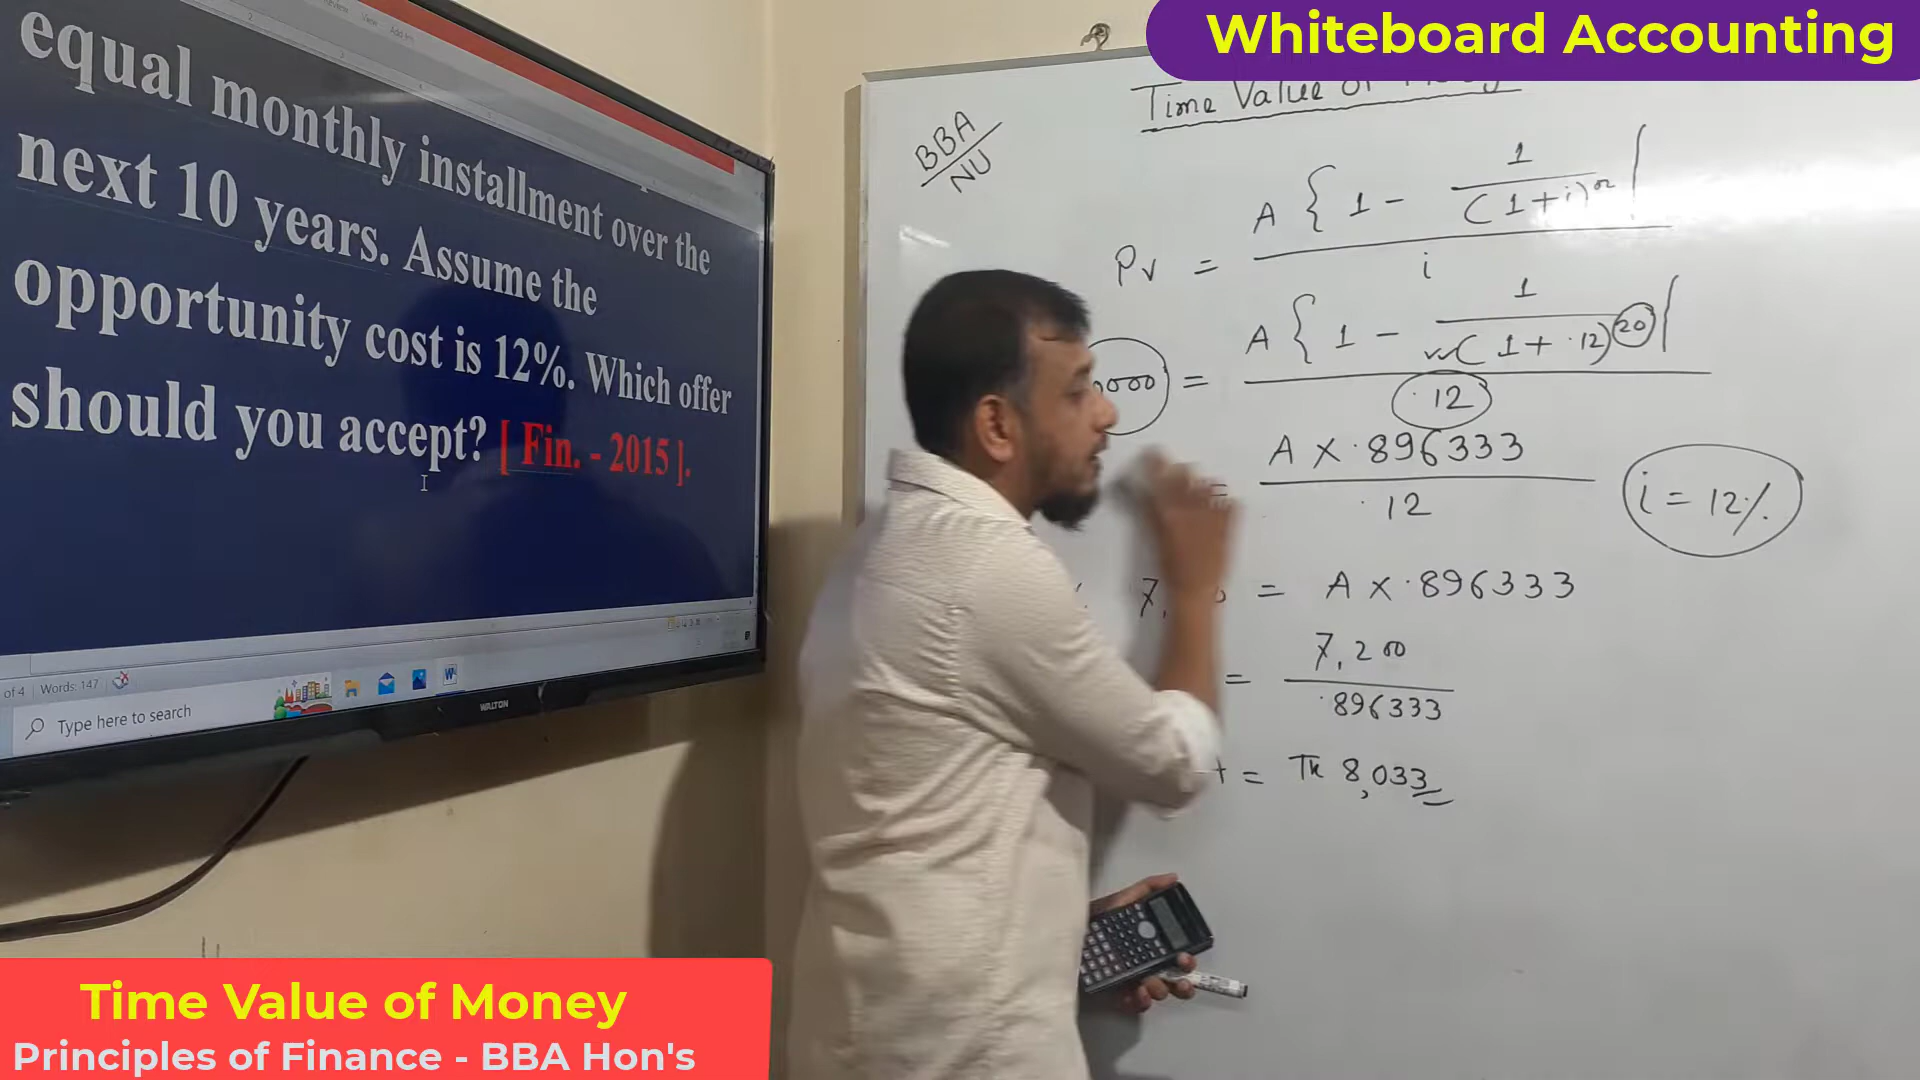 Whiteboard Accounting
equal monthly installment over the
next 10 years. Assume the
opportunity cost is 12%. Which offer
should you accept? [ Fin. - 2015 ].
of 4 Words: 147
Type here to search
WALTON
BBA
NU
Time Value of
1
A { 1 - (1+i)ⁿ }
PV =
i
1
A { 1 - (1+.12)²⁰ }
0000 =
.12
A × .896333
=
.12
i = 12%
7, 0 = A × .896333
7,200
=
.896333
= Tk 8,033
Time Value of Money
Principles of Finance - BBA Hon's